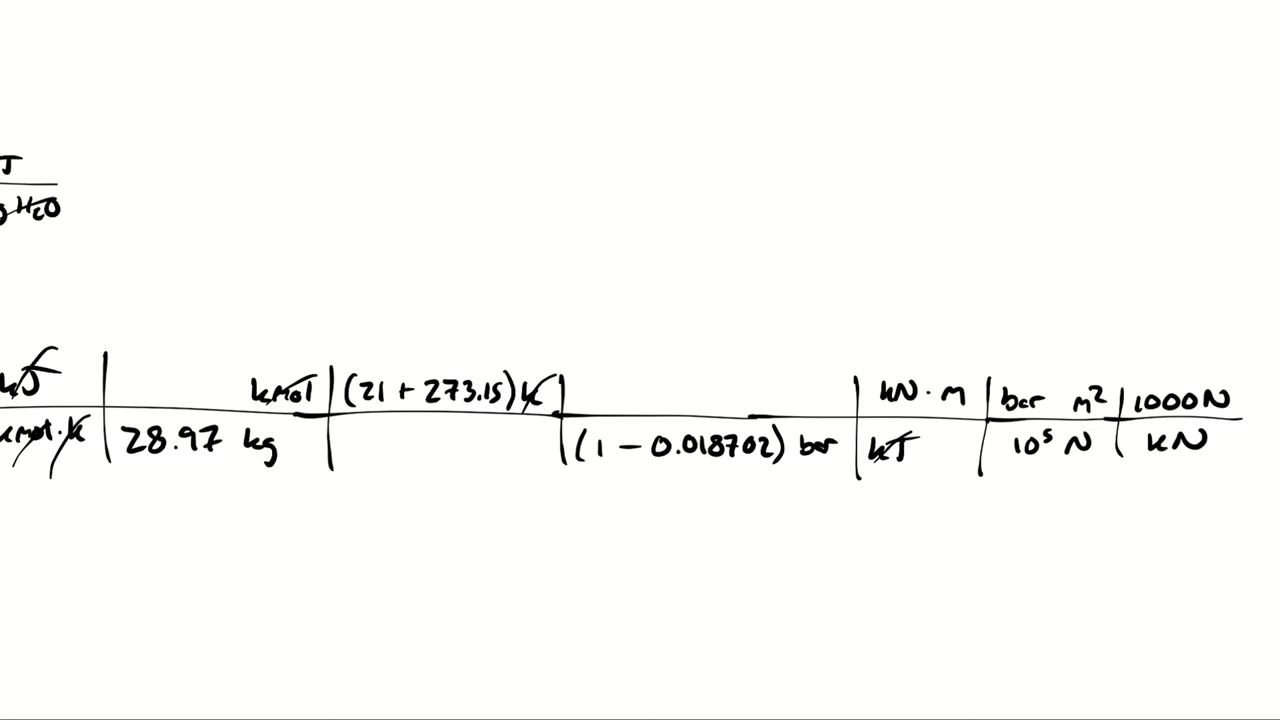 J
H2O
kJ | kmol | (21 + 273.15) K | | kN · m | bar m² | 1000 N
kmol · K | 28.97 kg | | (1 − 0.018702) bar | kJ | 10⁵ N | kN